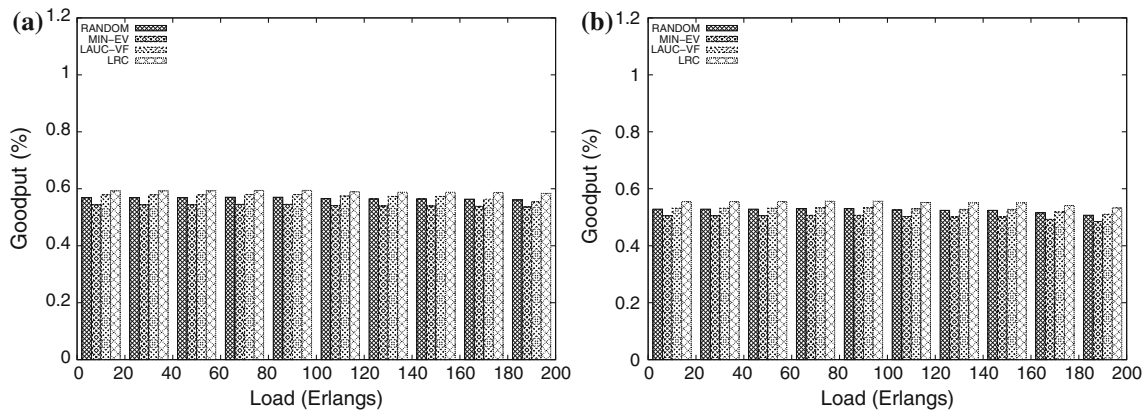 (a)
1.2
1
0.8
0.6
0.4
0.2
0
Goodput (%)
RANDOM
MIN-EV
LAUC-VF
LRC
0 20 40 60 80 100 120 140 160 180 200
Load (Erlangs)
(b)
1.2
1
0.8
0.6
0.4
0.2
0
Goodput (%)
RANDOM
MIN-EV
LAUC-VF
LRC
0 20 40 60 80 100 120 140 160 180 200
Load (Erlangs)